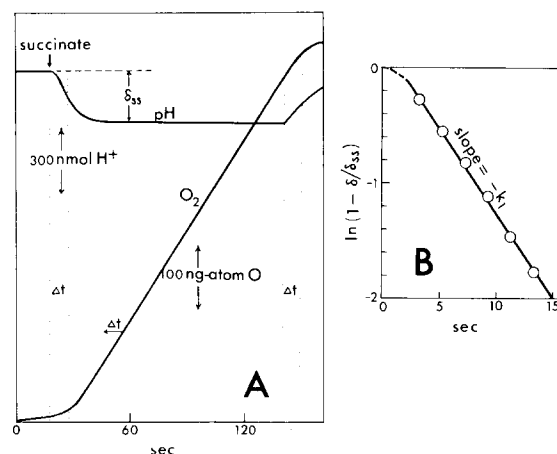 A
succinate
δss
pH
300 nmol H+
O2
100 ng-atom O
Δt
Δt
Δt
A
0 60 120
sec
0
-1
-2
ln (1 - δ/δss)
slope = -k1
B
0 5 10 15
sec